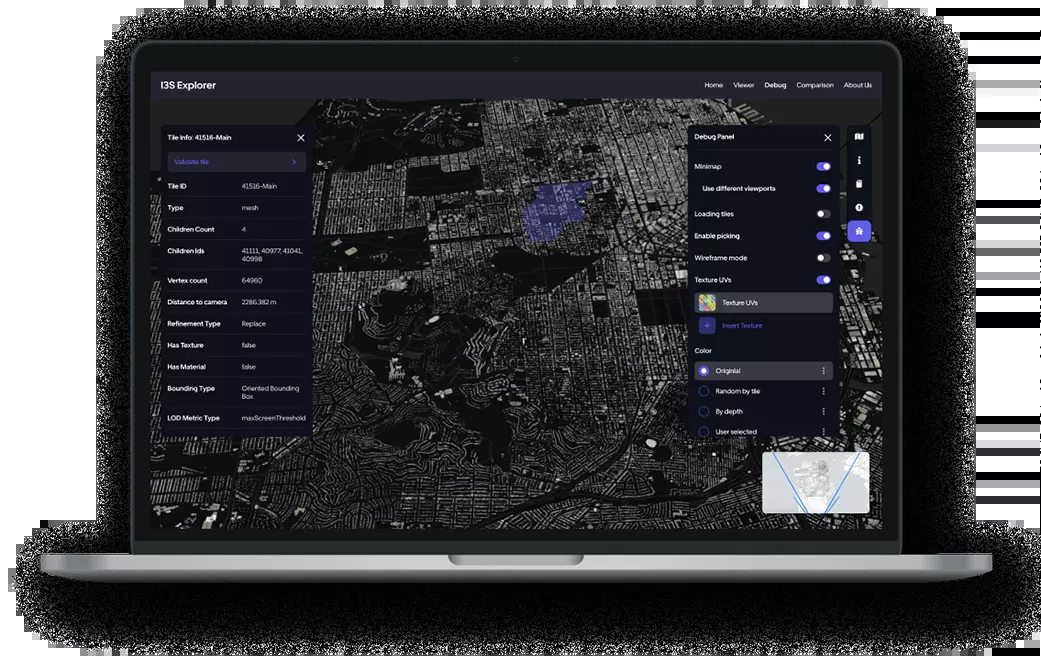 I3S Explorer
Home Viewer Debug Comparison About Us
Tile Info: 41516-Main
Validate tile
Tile ID 41516-Main
Type mesh
Children Count 4
Children Ids 41111, 40977, 41041,
40998
Vertex count 64960
Distance to camera 2286.382 m
Refinement Type Replace
Has Texture false
Has Material false
Bounding Type Oriented Bounding
Box
LOD Metric Type maxScreenThreshold
Debug Panel
Minimap
Use different viewports
Loading tiles
Enable picking
Wireframe mode
Texture UVs
Texture UVs
Insert Texture
Color
Originlal
Random by tile
By depth
User selected